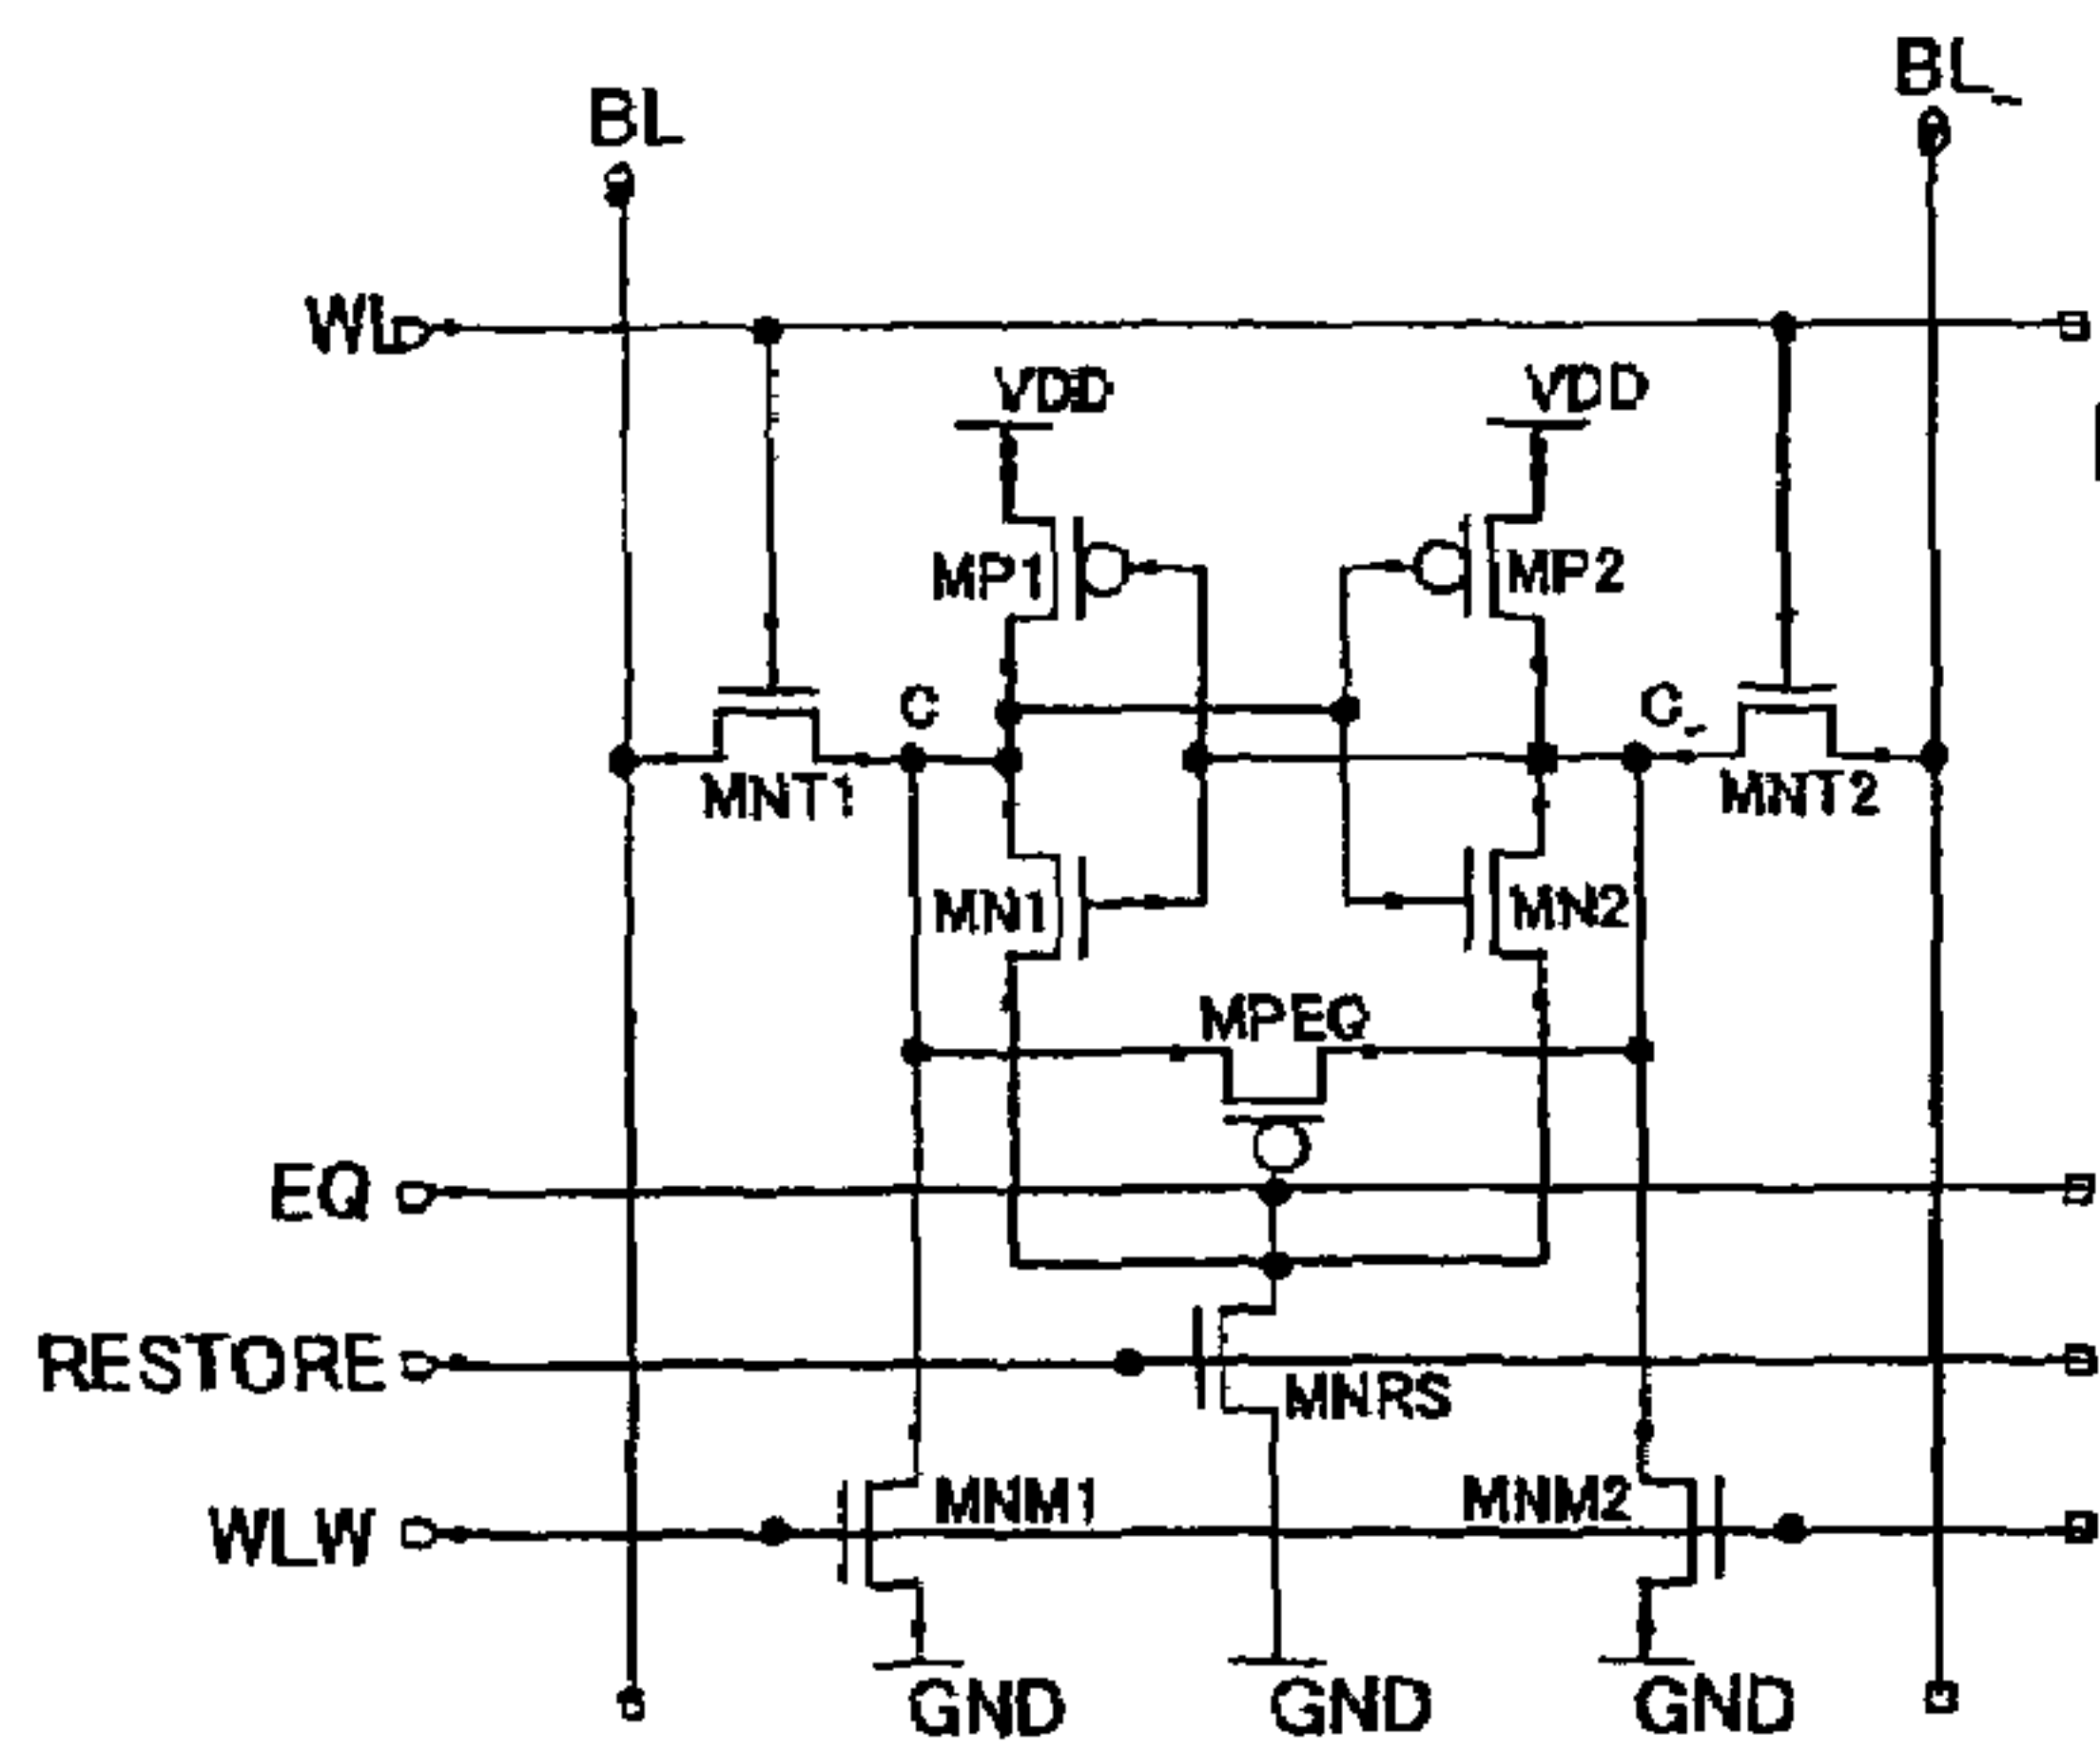 BL
BL_
WL
VDD
VDD
MP1
MP2
C
C_
MNT1
MNT2
MN1
MN2
MPEQ
EQ
RESTORE
MNRS
WLW
MNM1
MNM2
GND
GND
GND